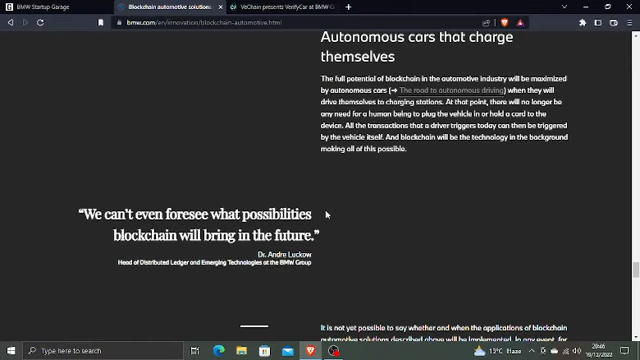 BMW Startup Garage
Blockchain automotive solutions
VeChain presents VerifyCar at BMW G
bmw.com/en/innovation/blockchain-automotive.html
Autonomous cars that charge
themselves
The full potential of blockchain in the automotive industry will be maximized
by autonomous cars (➔ The road to autonomous driving) when they will
drive themselves to charging stations. At that point, there will no longer be
any need for a human being to plug the vehicle in or hold a card to the
device. All the transactions that a driver triggers today can then be triggered
by the vehicle itself. And blockchain will be the technology in the background
making all of this possible.
“We can’t even foresee what possibilities
blockchain will bring in the future.”
Dr. Andre Luckow
Head of Distributed Ledger and Emerging Technologies at the BMW Group
It is not yet possible to say whether and when the applications of blockchain
automotive solutions described above will be implemented. In any event, for
Type here to search
15°C Haze
20:46
19/12/2022